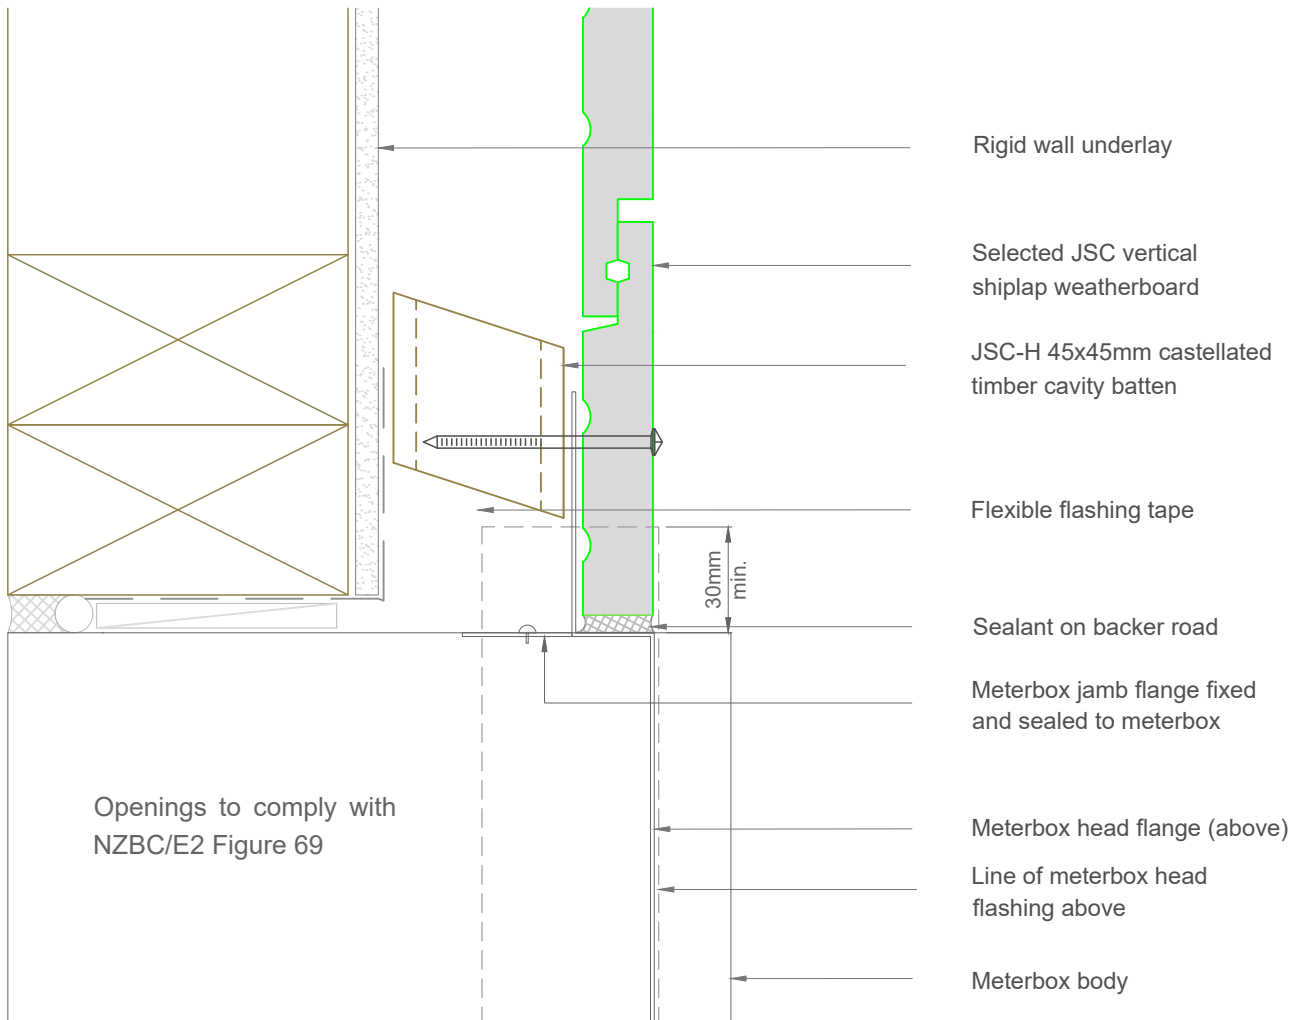 Rigid wall underlay
Selected JSC vertical
shiplap weatherboard
JSC-H 45x45mm castellated
timber cavity batten
Flexible flashing tape
30mm
min.
Sealant on backer road
Meterbox jamb flange fixed
and sealed to meterbox
Openings to comply with
NZBC/E2 Figure 69
Meterbox head flange (above)
Line of meterbox head
flashing above
Meterbox body